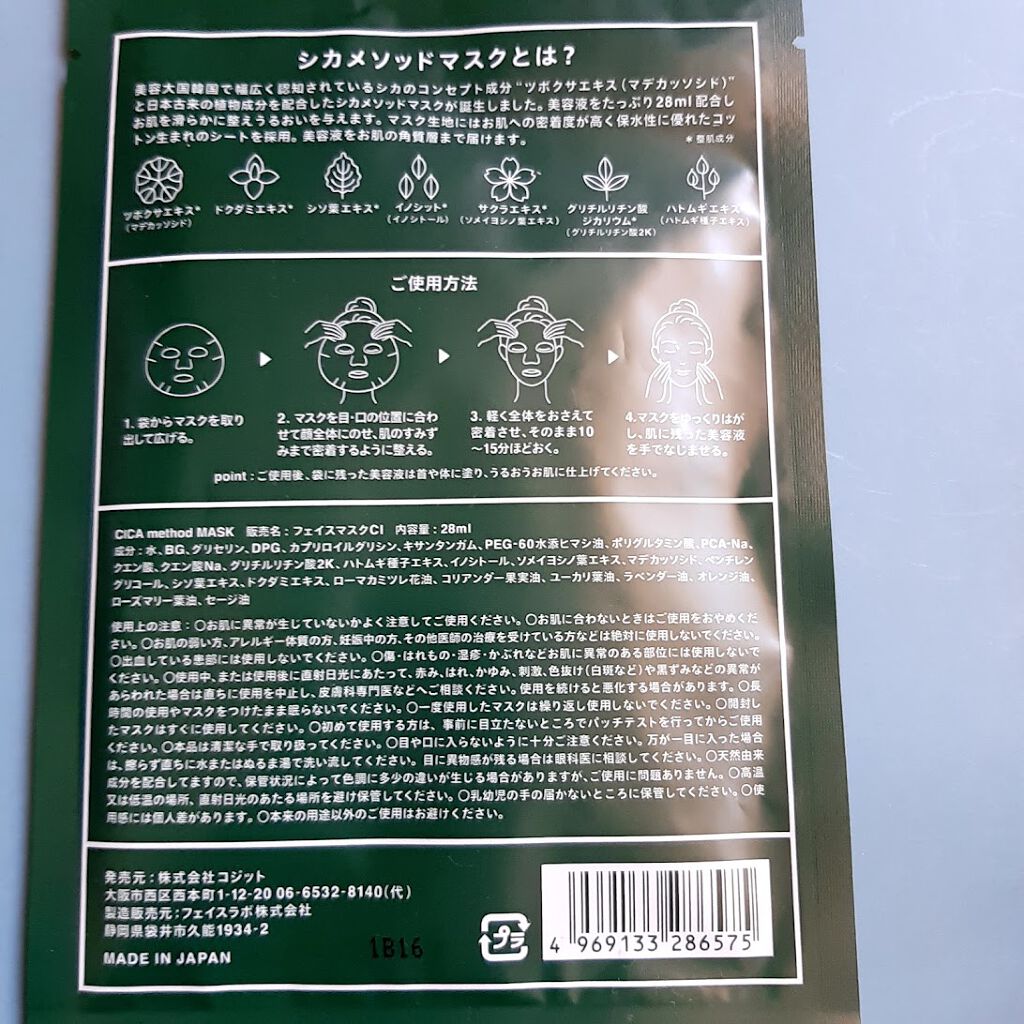 シカメソッドマスクとは？
美容大国韓国で幅広く認知されているシカのコンセプト成分“ツボクサエキス（マデカッソシド）”
と日本古来の植物成分を配合したシカメソッドマスクが誕生しました。美容液をたっぷり28ml配合し
お肌を滑らかに整えうるおいを与えます。マスク生地にはお肌への密着度が高く保水性に優れたコッ
トン生まれのシートを採用。美容液をお肌の角質層まで届けます。
＊整肌成分
ツボクサエキス＊ ドクダミエキス＊ シソ葉エキス＊ イノシット＊ サクラエキス＊ グリチルリチン酸 ハトムギエキス
（マデカッソシド） （イノシトール） （ソメイヨシノ葉エキス） ジカリウム＊ （ハトムギ種子エキス）
（グリチルリチン酸2K）
ご使用方法
1. 袋からマスクを取り
出して広げる。
2. マスクを目・口の位置に合わ
せて顔全体にのせ、肌のすみず
みまで密着するように整える。
3. 軽く全体をおさえて
密着させ、そのまま10
～15分ほどおく。
4. マスクをゆっくりはが
し、肌に残った美容液
を手でなじませる。
point：ご使用後、袋に残った美容液は首や体に塗り、うるおうお肌に仕上げてください。
CICA method MASK 販売名：フェイスマスクCI 内容量：28ml
成分：水、BG、グリセリン、DPG、カプリロイルグリシン、キサンタンガム、PEG-60水添ヒマシ油、ポリグルタミン酸、PCA-Na、
クエン酸、クエン酸Na、グリチルリチン酸2K、ハトムギ種子エキス、イノシトール、ソメイヨシノ葉エキス、マデカッソシド、ペンチレン
グリコール、シソ葉エキス、ドクダミエキス、ローマカミツレ花油、コリアンダー果実油、ユーカリ葉油、ラベンダー油、オレンジ油、
ローズマリー葉油、セージ油
使用上の注意：○お肌に異常が生じていないかよく注意してご使用ください。○お肌に合わないときはご使用をおやめくだ
さい。○お肌の弱い方、アレルギー体質の方、妊娠中の方、その他医師の治療を受けている方などは絶対に使用しないでください。
○出血している患部には使用しないでください。○傷・はれもの・湿疹・かぶれなどお肌に異常のある部位には使用しないで
ください。○使用中、または使用後に直射日光にあたって、赤み、はれ、かゆみ、刺激、色抜け(白斑など)や黒ずみなどの異常が
あらわれた場合は直ちに使用を中止し、皮膚科専門医などへご相談ください。使用を続けると悪化する場合があります。○長
時間の使用やマスクをつけたまま眠らないでください。○一度使用したマスクは繰り返し使用しないでください。○開封し
たマスクはすぐに使用してください。○初めて使用する方は、事前に目立たないところでパッチテストを行ってからご使用
ください。○本品は清潔な手で取り扱ってください。○目や口に入らないように十分ご注意ください。万が一目に入った場合
は、擦らず直ちに水またはぬるま湯で洗い流してください。目に異物感が残る場合は眼科医に相談してください。○天然由来
成分を配合してますので、保管状況によって色調に多少の違いが生じる場合がありますが、ご使用に問題ありません。○高温
又は低温の場所、直射日光のあたる場所を避け保管してください。○乳幼児の手の届かないところに保管してください。○使
用感には個人差があります。○本来の用途以外のご使用はお避けください。
発売元：株式会社コジット
大阪市西区西本町1-12-20 06-6532-8140(代)
製造販売元：フェイスラボ株式会社
静岡県袋井市久能1934-2
MADE IN JAPAN
1B16
プラ
4 969133 286575